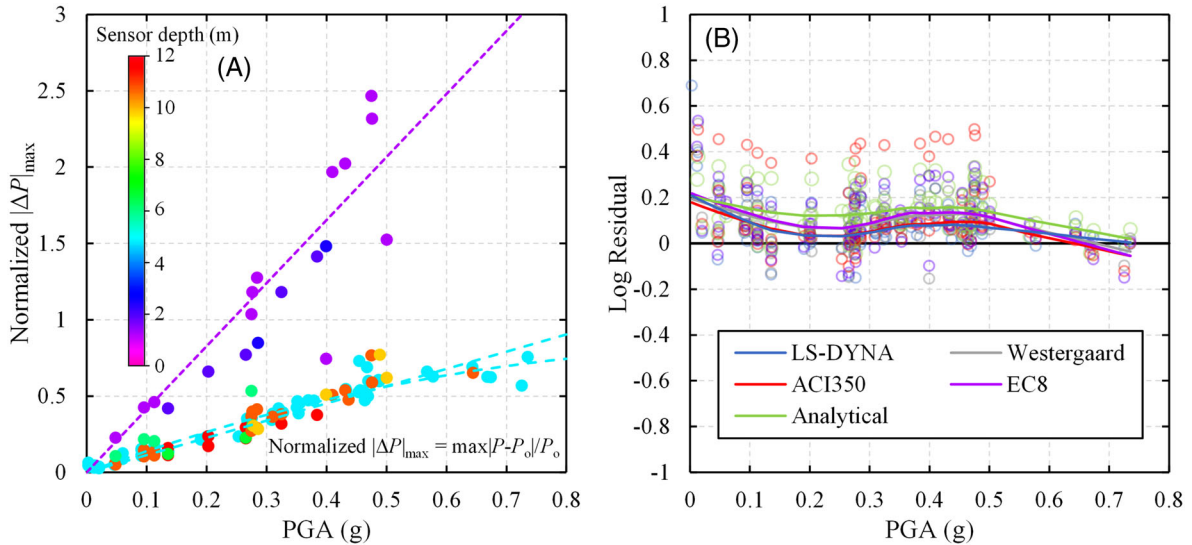 (A)
Sensor depth (m)
12
10
8
6
4
2
0
3
2.5
2
1.5
1
0.5
0
Normalized |ΔP|max
Normalized |ΔP|max = max|P-Po|/Po
0 0.1 0.2 0.3 0.4 0.5 0.6 0.7 0.8
PGA (g)
(B)
1
0.8
0.6
0.4
0.2
0
-0.2
-0.4
-0.6
-0.8
-1
Log Residual
LS-DYNA Westergaard
ACI350 EC8
Analytical
0 0.1 0.2 0.3 0.4 0.5 0.6 0.7 0.8
PGA (g)